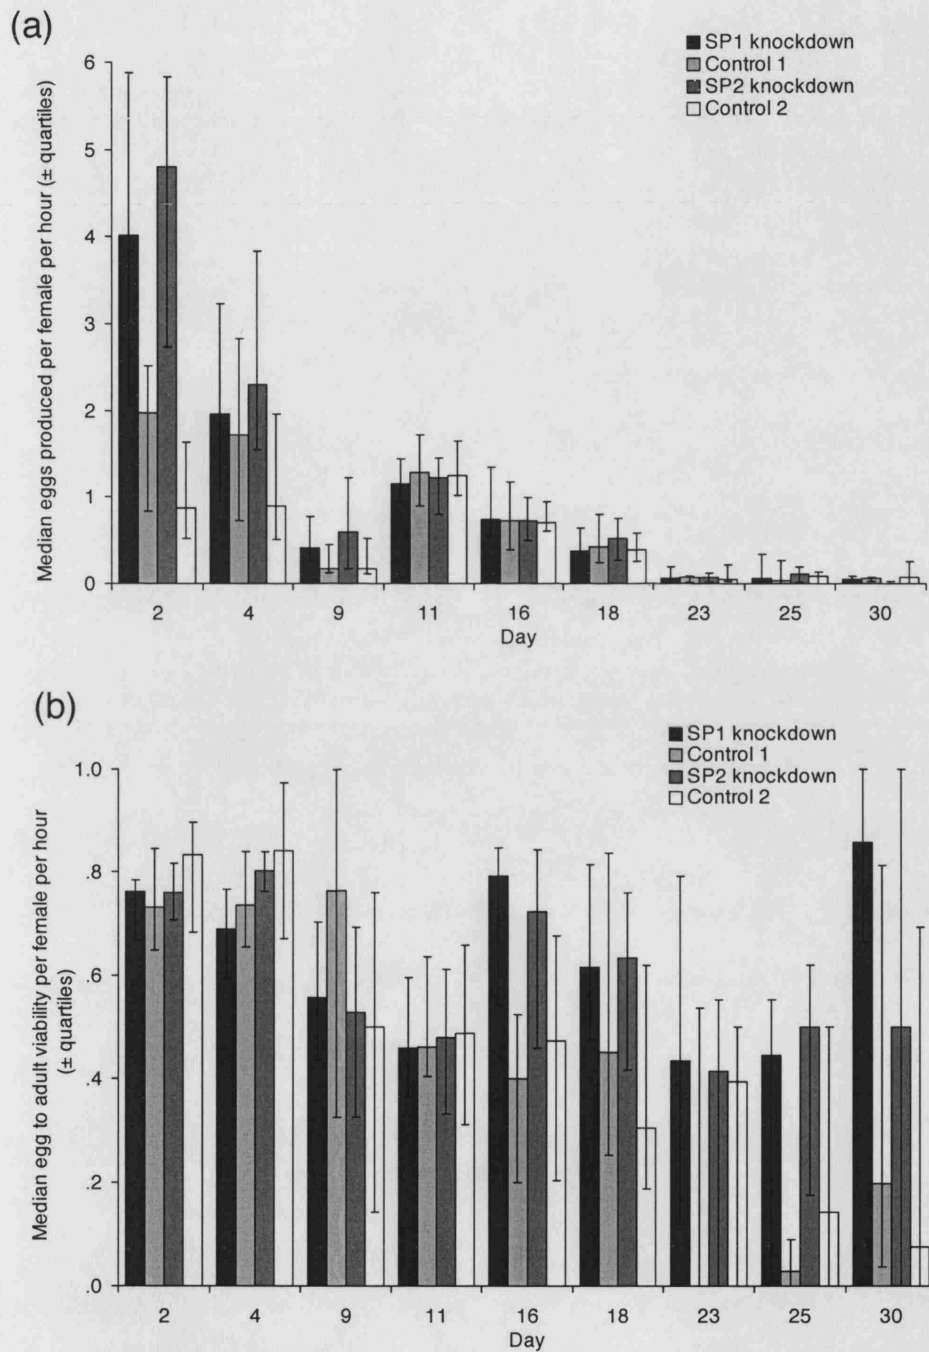 (a)
SP1 knockdown
Control 1
SP2 knockdown
Control 2
Median eggs produced per female per hour (± quartiles)
6
5
4
3
2
1
0
2 4 9 11 16 18 23 25 30
Day
(b)
SP1 knockdown
Control 1
SP2 knockdown
Control 2
Median egg to adult viability per female per hour
(± quartiles)
1.0
.8
.6
.4
.2
.0
2 4 9 11 16 18 23 25 30
Day